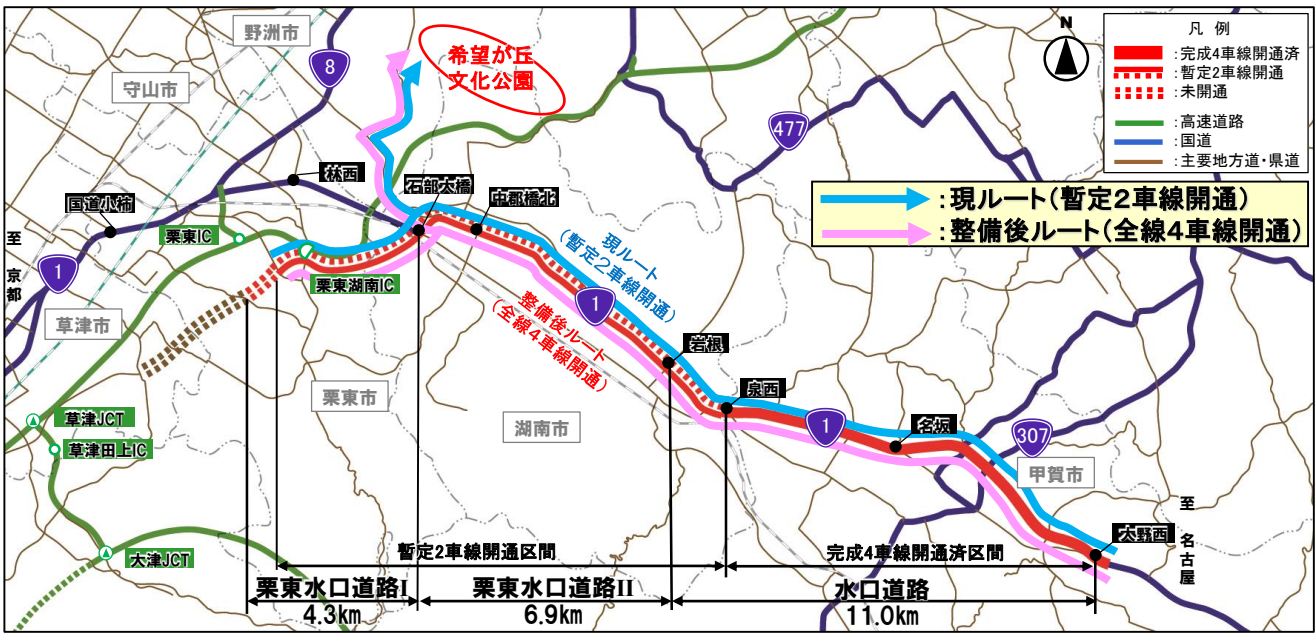 野洲市
8
希望が丘
文化公園
N
凡 例
:完成4車線開通済
:暫定2車線開通
:未開通
:高速道路
:国道
:主要地方道・県道
守山市
477
林西
石部大橋
中郡橋北
国道小柿
栗東IC
:現ルート(暫定2車線開通)
:整備後ルート(全線4車線開通)
至
京
都
1
栗東湖南IC
現ルート
(暫定2車線開通)
1
整備後ルート
(全線4車線開通)
草津市
岩根
栗東市
泉西
草津JCT
湖南市
1
名坂
307
草津田上IC
甲賀市
至
名
古
屋
大津JCT
大野西
暫定2車線開通区間
完成4車線開通済区間
栗東水口道路I
4.3km
栗東水口道路II
6.9km
水口道路
11.0km